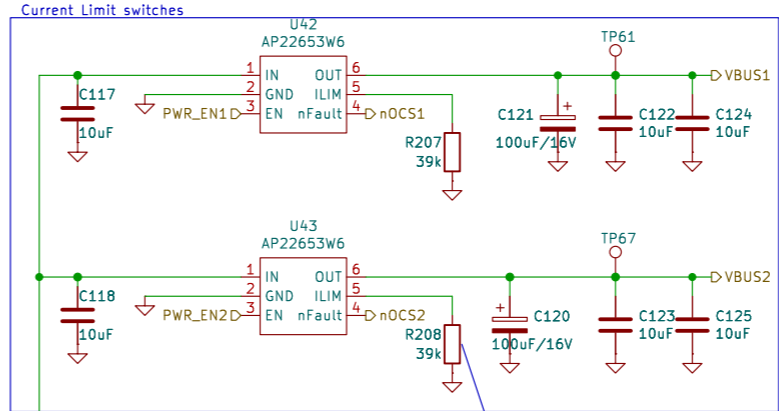 Current Limit switches
U42
AP22653W6
TP61
1 IN OUT 6
VBUS1
C117
2 GND ILIM 5
10uF
PWR_EN1 3 EN nFault 4 nOCS1
C121
100uF/16V
C122
10uF
C124
10uF
R207
39k
U43
AP22653W6
TP67
1 IN OUT 6
VBUS2
C118
2 GND ILIM 5
10uF
PWR_EN2 3 EN nFault 4 nOCS2
C120
100uF/16V
C123
10uF
C125
10uF
R208
39k
+
+